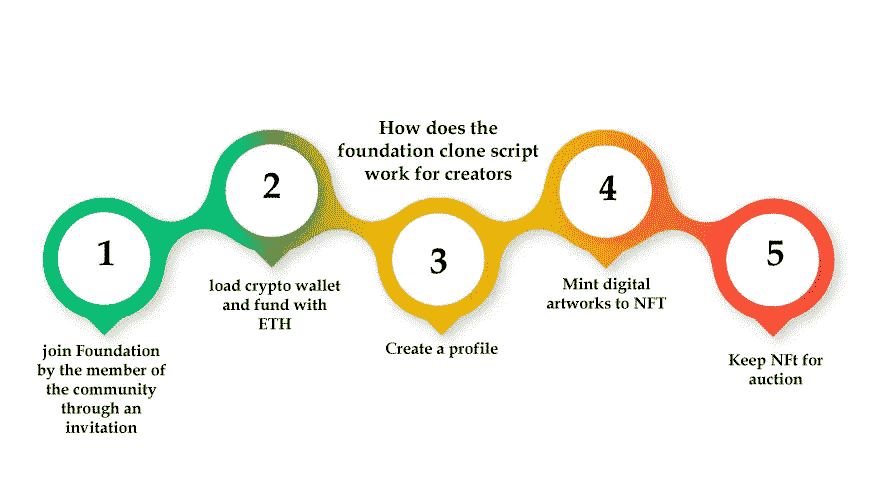 How does the
foundation clone script
work for creators
1
join Foundation
by the member of
the community
through an
invitation
2
load crypto wallet
and fund with
ETH
3
Create a profile
4
Mint digital
artworks to NFT
5
Keep NFt for
auction